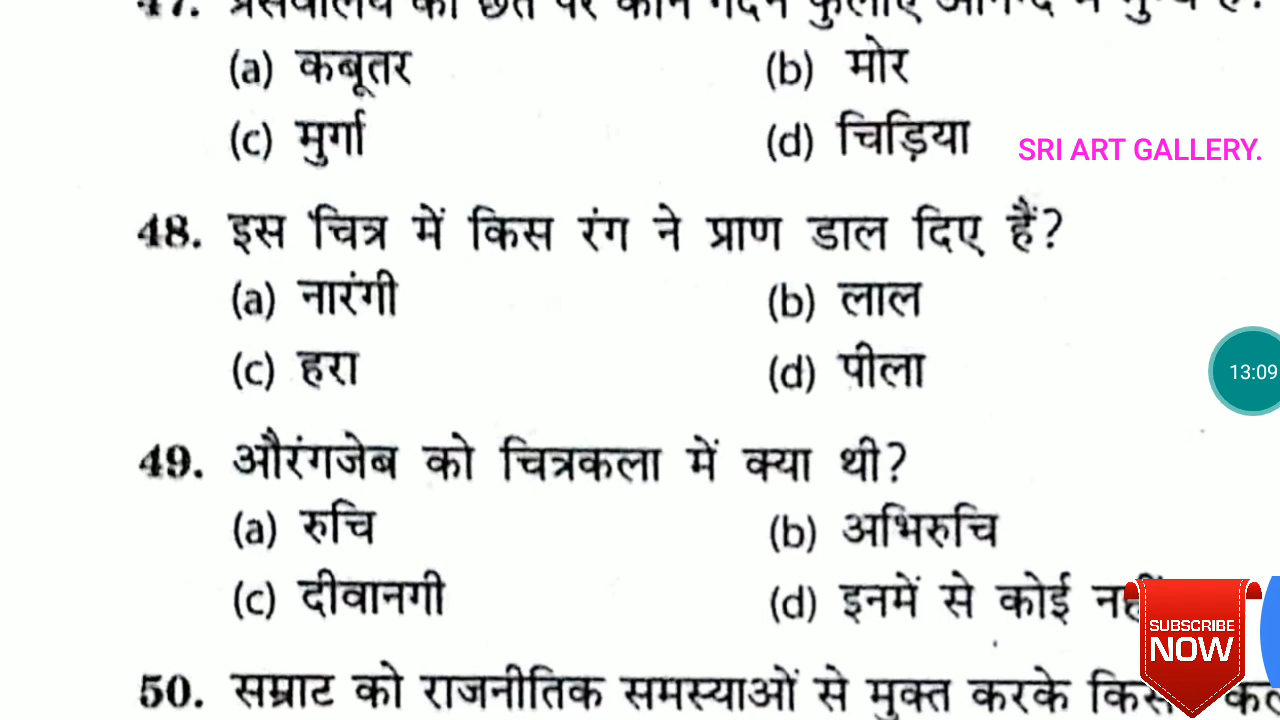 (a) कबूतर (b) मोर
(c) मुर्गा (d) चिड़िया
SRI ART GALLERY.
48. इस चित्र में किस रंग ने प्राण डाल दिए हैं?
(a) नारंगी (b) लाल
(c) हरा (d) पीला
13:09
49. औरंगजेब को चित्रकला में क्या थी?
(a) रुचि (b) अभिरुचि
(c) दीवानगी (d) इनमें से कोई
SUBSCRIBE
NOW
50. सम्राट को राजनीतिक समस्याओं से मुक्त करके